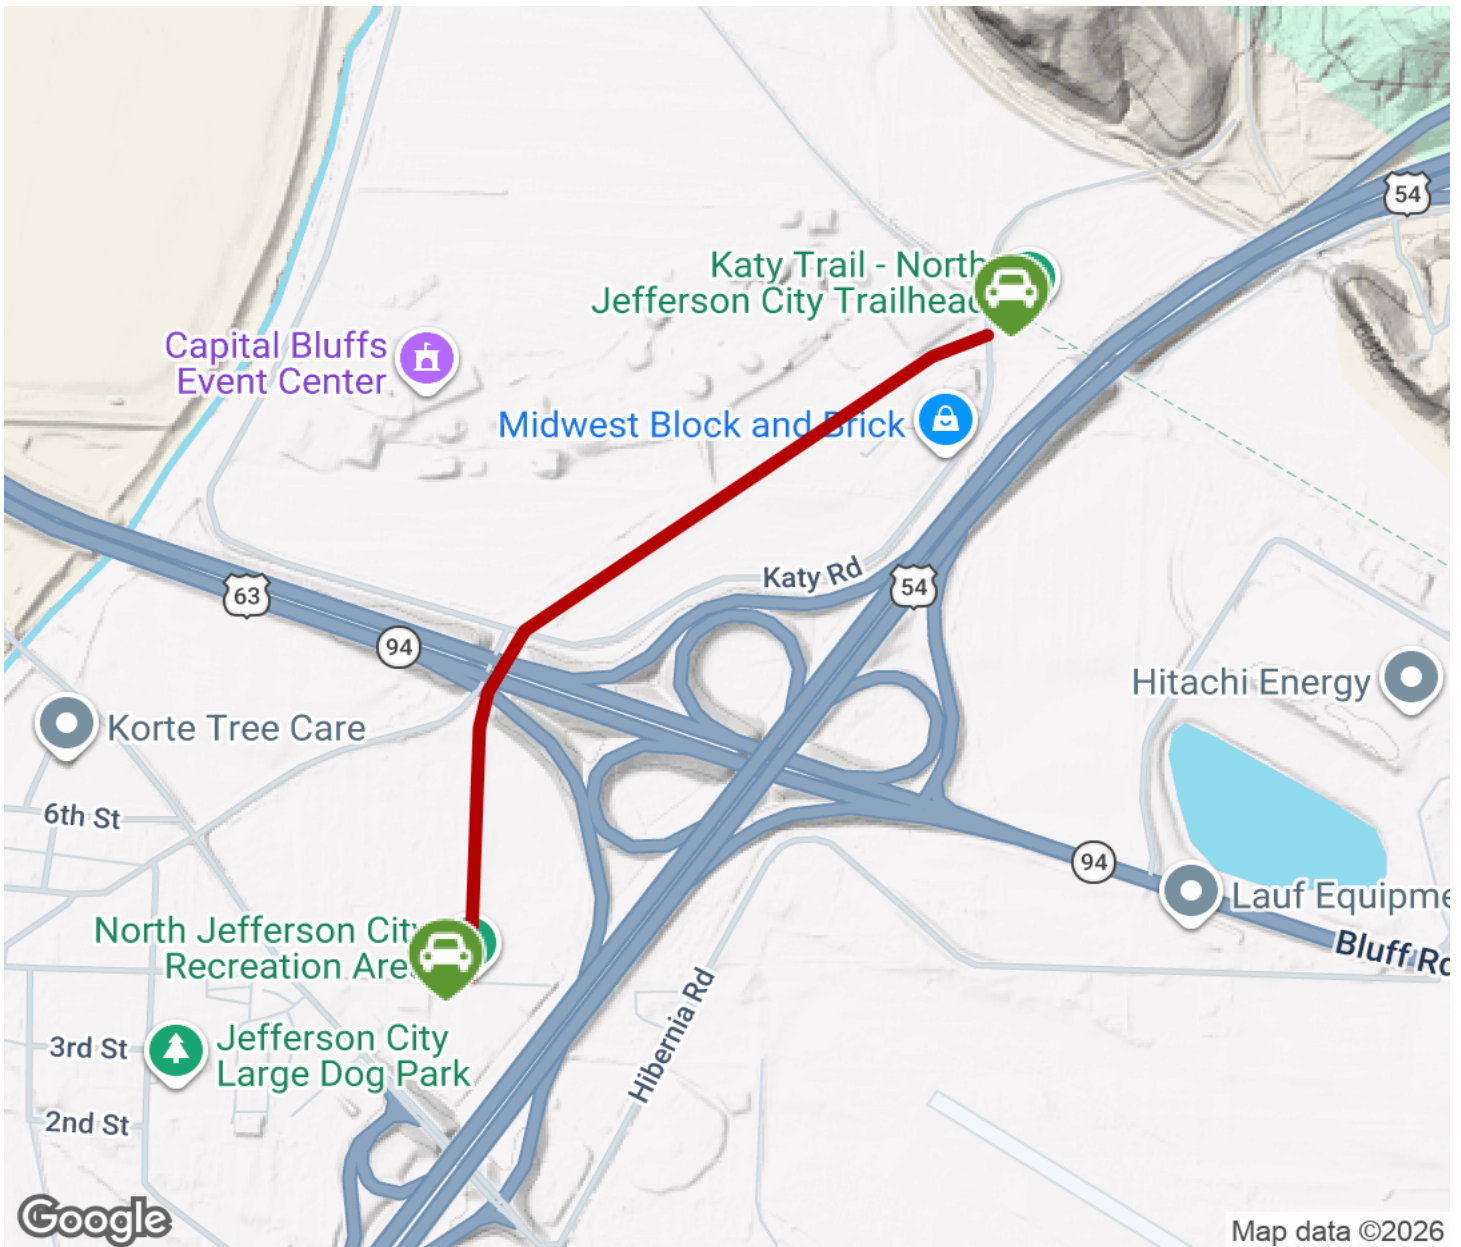 54
Katy Trail - North
Jefferson City Trailhead
Capital Bluffs
Event Center
Midwest Block and Brick
Katy Rd
63
54
94
Hitachi Energy
Korte Tree Care
6th St
94
Lauf Equipme
North Jefferson City
Recreation Area
Bluff Rd
3rd St
Jefferson City
Large Dog Park
Hibernia Rd
2nd St
Google
Map data ©2026